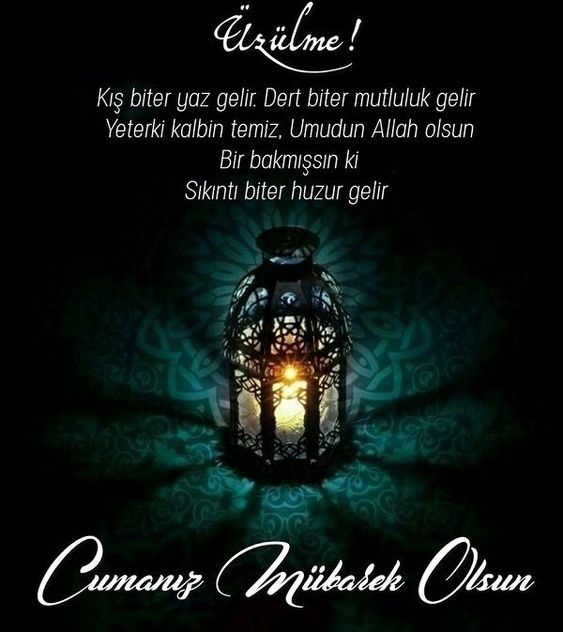 Üzülme!
Kış biter yaz gelir. Dert biter mutluluk gelir
Yeterki kalbin temiz, Umudun Allah olsun
Bir bakmışsın ki
Sıkıntı biter huzur gelir
Cumanız Mübarek Olsun